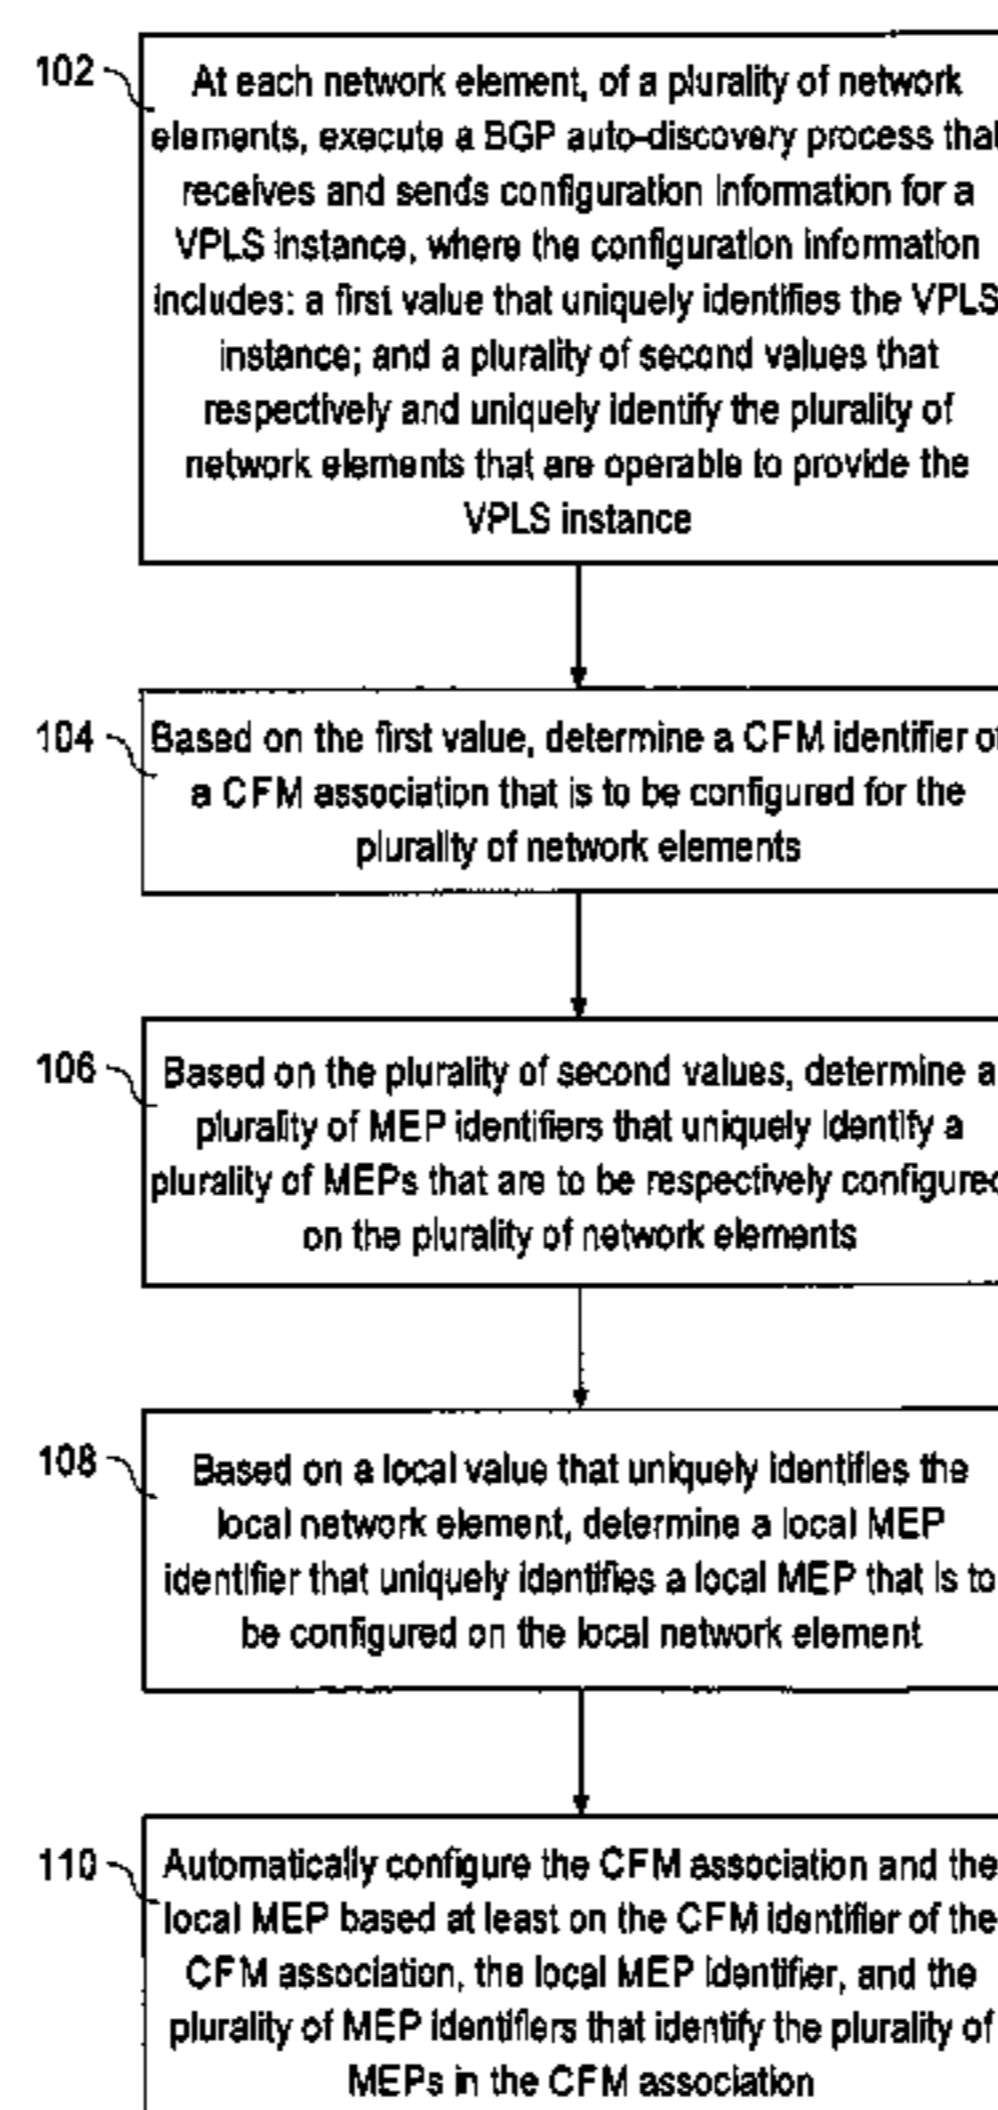 102
At each network element, of a plurality of network
elements, execute a BGP auto-discovery process that
receives and sends configuration information for a
VPLS instance, where the configuration information
includes: a first value that uniquely identifies the VPLS
instance; and a plurality of second values that
respectively and uniquely identify the plurality of
network elements that are operable to provide the
VPLS instance
104
Based on the first value, determine a CFM identifier of
a CFM association that is to be configured for the
plurality of network elements
106
Based on the plurality of second values, determine a
plurality of MEP identifiers that uniquely identify a
plurality of MEPs that are to be respectively configured
on the plurality of network elements
108
Based on a local value that uniquely identifies the
local network element, determine a local MEP
identifier that uniquely identifies a local MEP that is to
be configured on the local network element
110
Automatically configure the CFM association and the
local MEP based at least on the CFM identifier of the
CFM association, the local MEP identifier, and the
plurality of MEP identifiers that identify the plurality of
MEPs in the CFM association